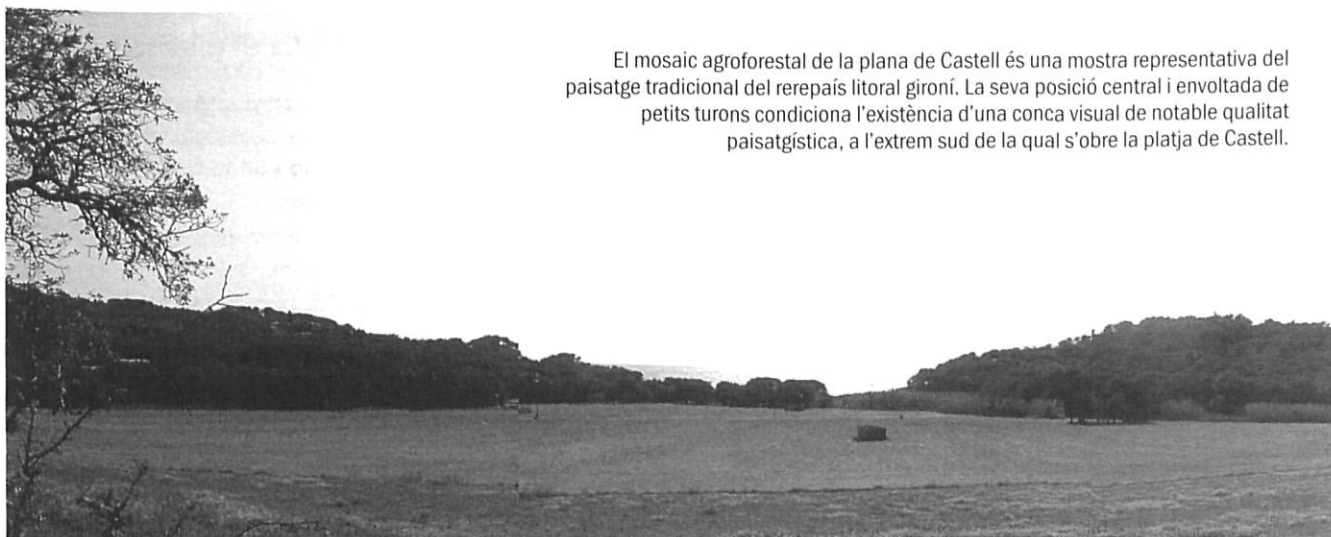 El mosaic agroforestal de la plana de Castell és una mostra representativa del
paisatge tradicional del rerepaís litoral gironí. La seva posició central i envoltada de
petits turons condiciona l'existència d'una conca visual de notable qualitat
paisatgística, a l'extrem sud de la qual s'obre la platja de Castell.